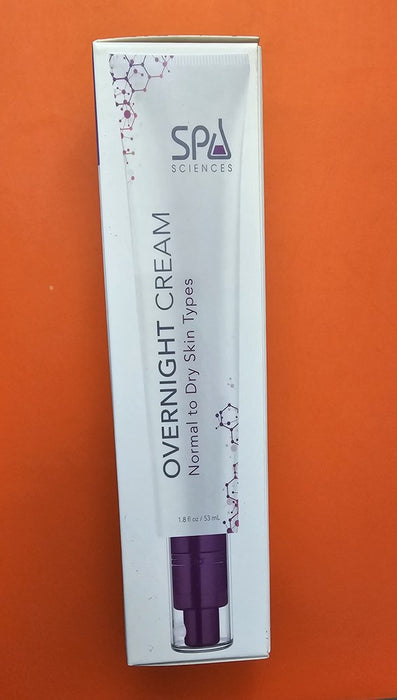 SPA
SCIENCES
OVERNIGHT CREAM
Normal to Dry Skin Types
1.8 fl oz / 53 mL